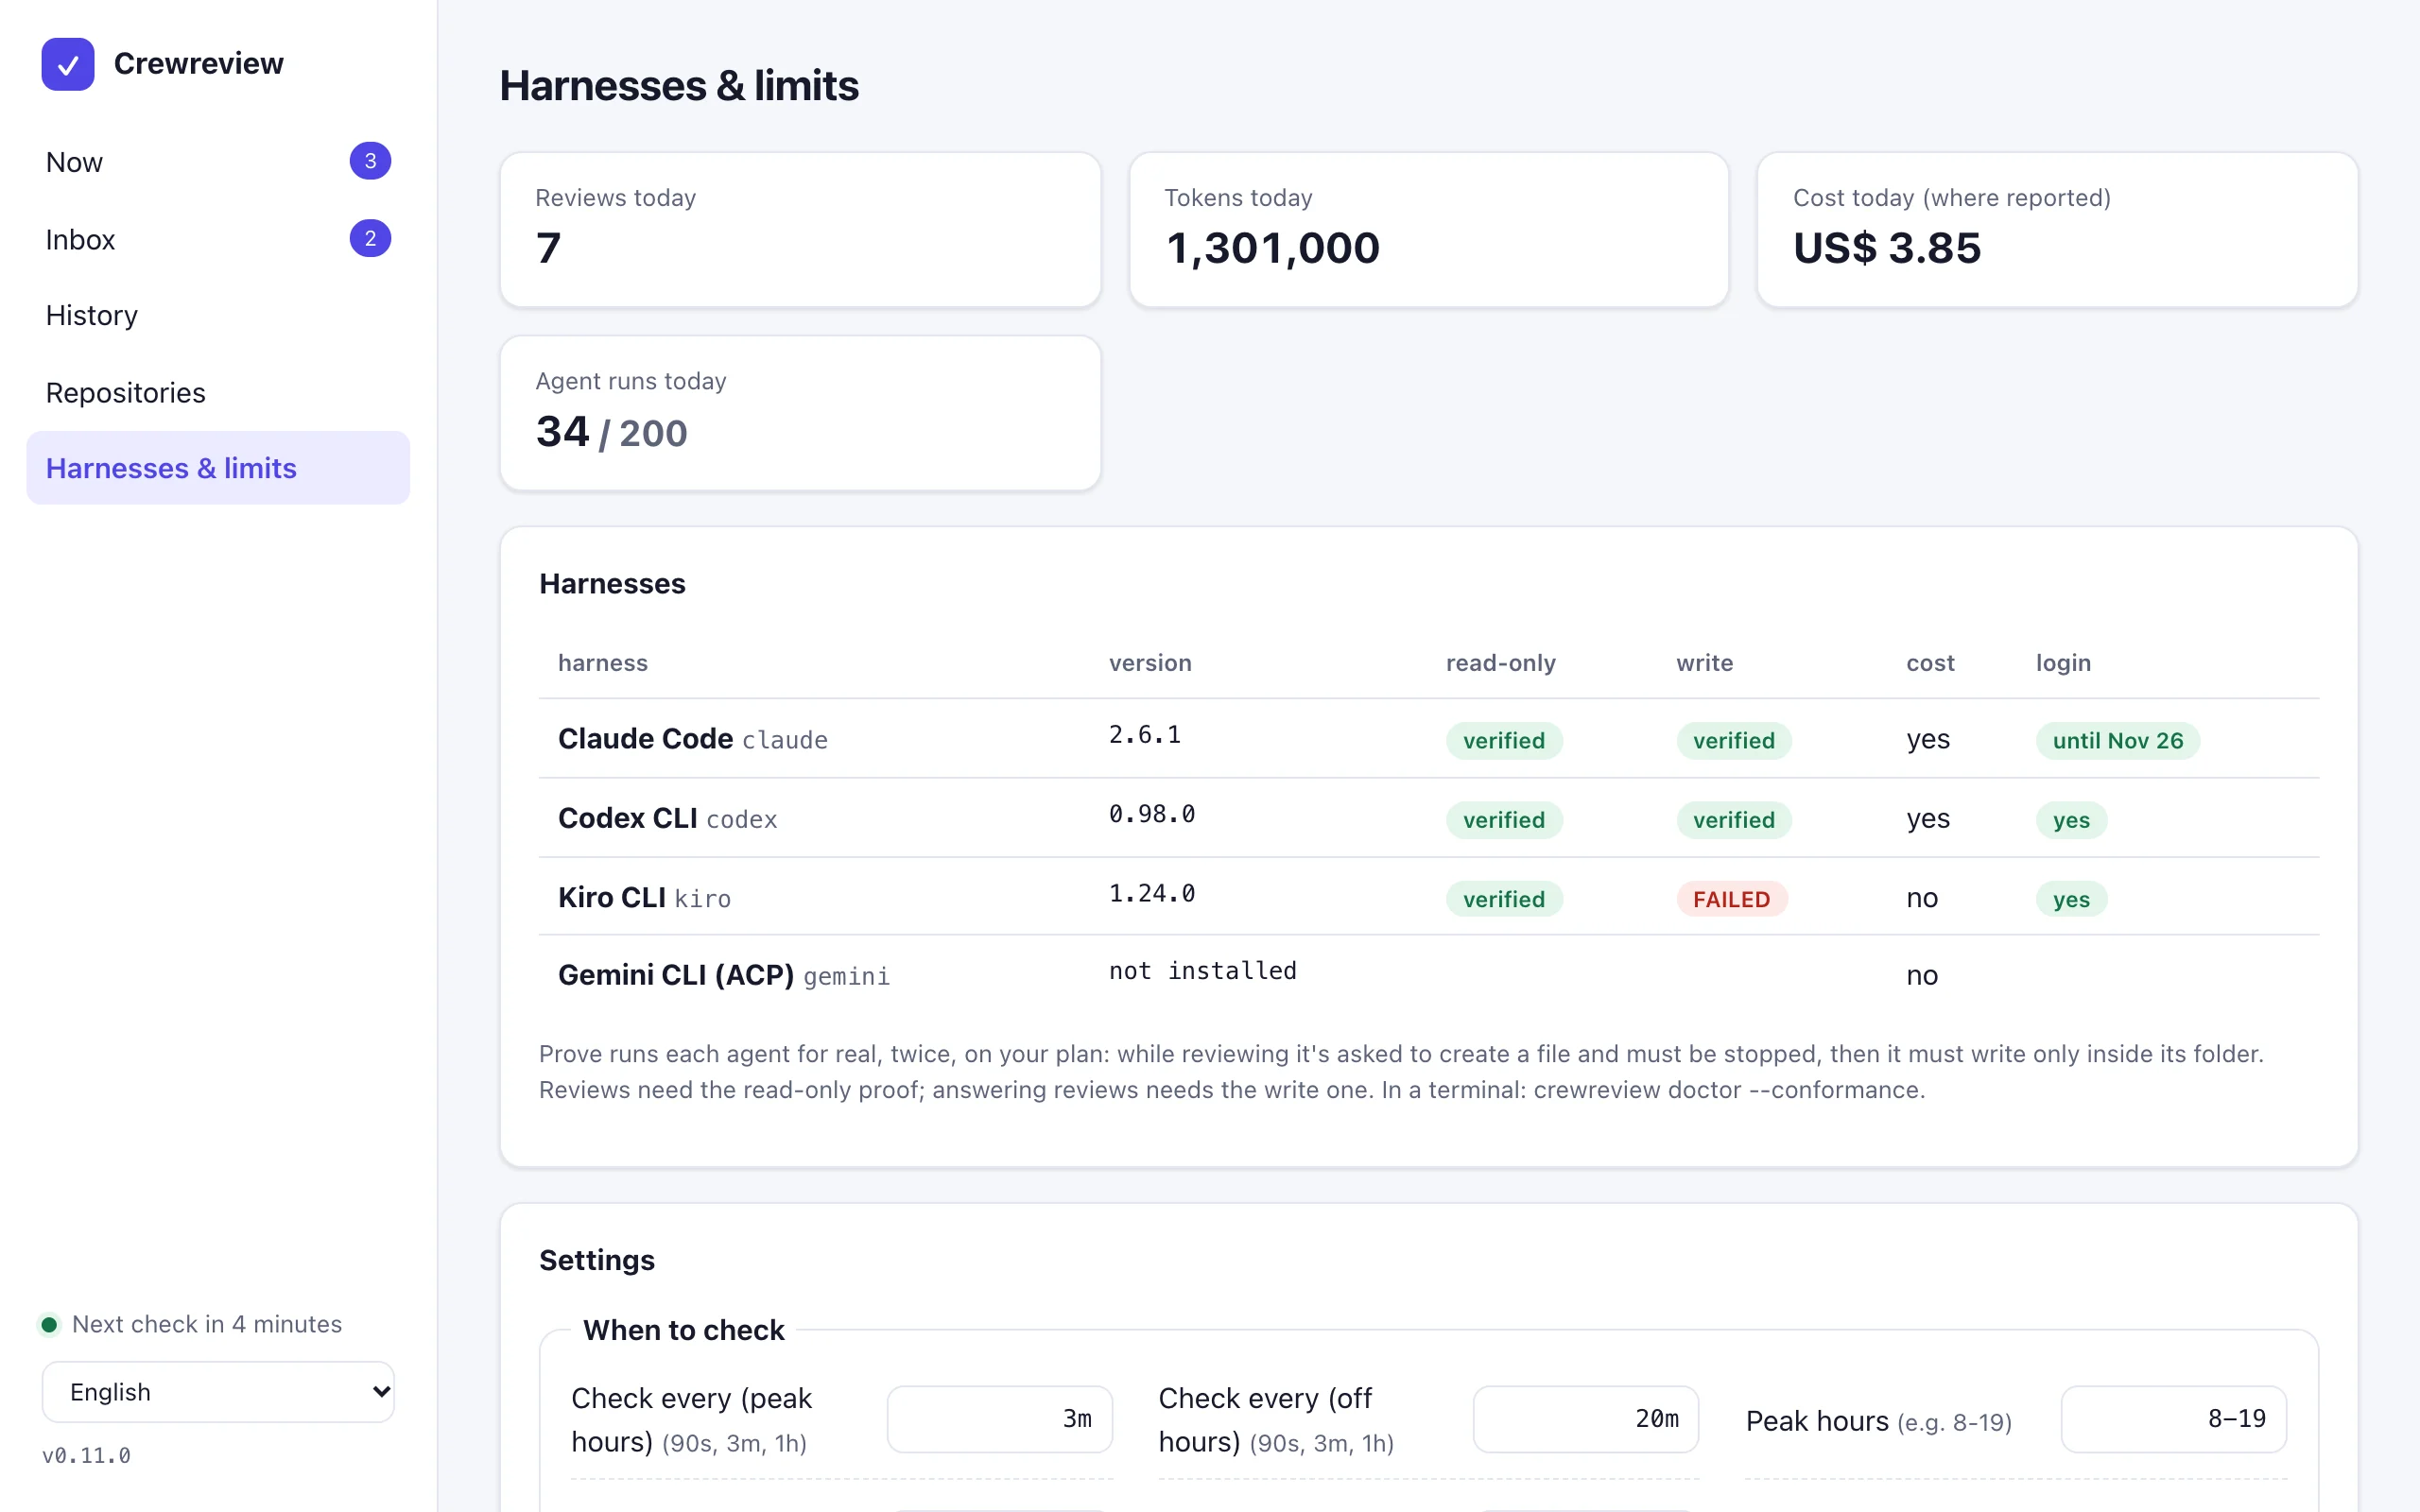 Crewreview
Now 3
Inbox 2
History
Repositories
Harnesses & limits
Next check in 4 minutes
English
v0.11.0
Harnesses & limits
Reviews today
7
Tokens today
1,301,000
Cost today (where reported)
US$ 3.85
Agent runs today
34 / 200
Harnesses
harness version read-only write cost login
Claude Code claude 2.6.1 verified verified yes until Nov 26
Codex CLI codex 0.98.0 verified verified yes yes
Kiro CLI kiro 1.24.0 verified FAILED no yes
Gemini CLI (ACP) gemini not installed no
Prove runs each agent for real, twice, on your plan: while reviewing it's asked to create a file and must be stopped, then it must write only inside its folder.
Reviews need the read-only proof; answering reviews needs the write one. In a terminal: crewreview doctor --conformance.
Settings
When to check
Check every (peak
hours) (90s, 3m, 1h)
3m
Check every (off
hours) (90s, 3m, 1h)
20m
Peak hours (e.g. 8-19)
8–19